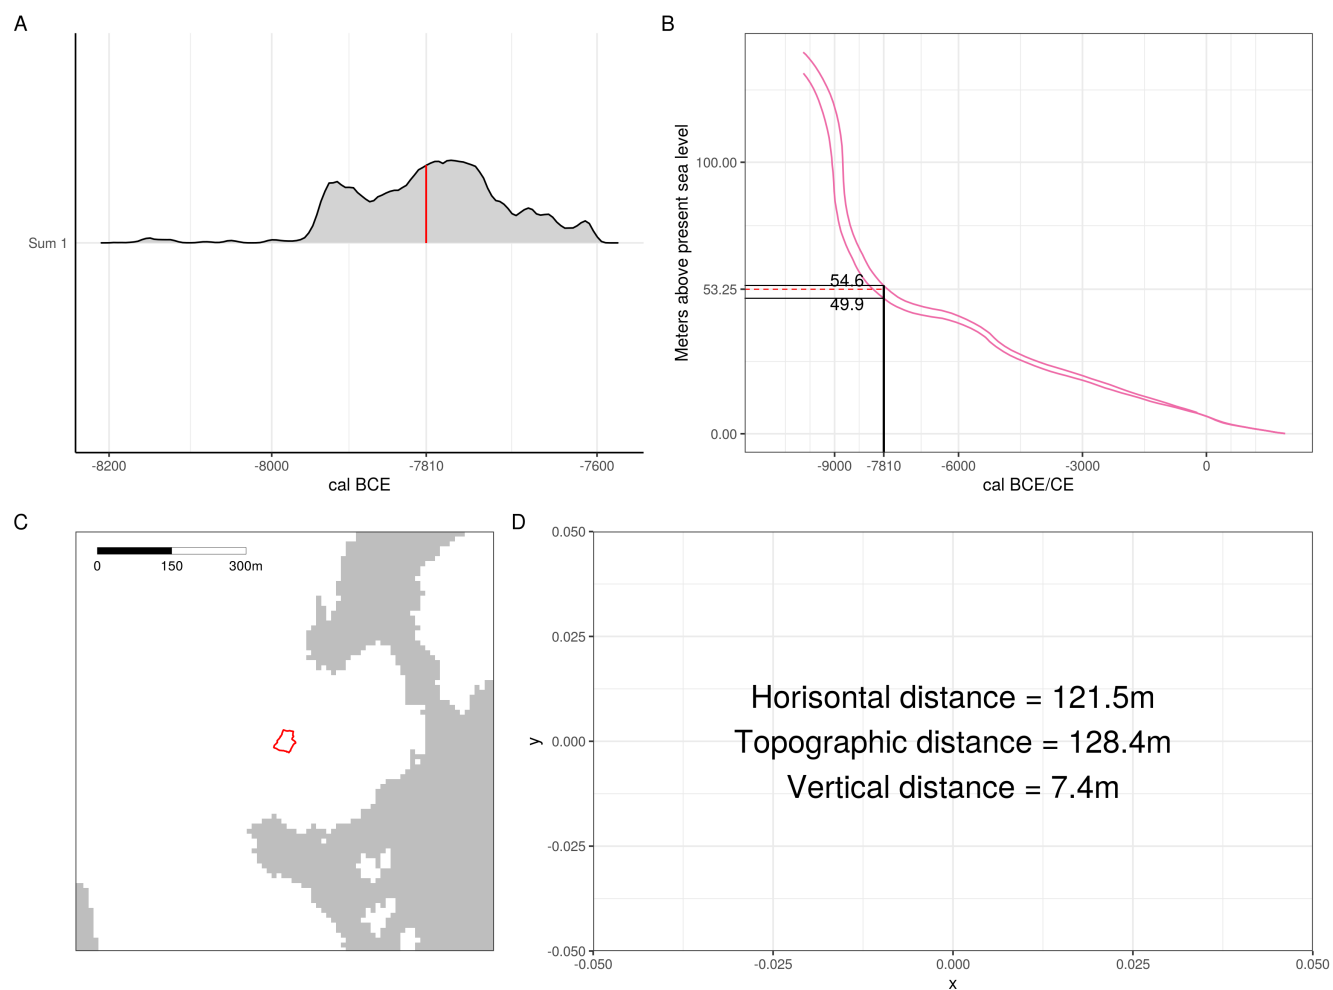 A
Sum 1
-8200
-8000
-7810
-7600
cal BCE
B
Meters above present sea level
100.00
53.25
0.00
54.6
49.9
-9000
-7810
-6000
-3000
0
cal BCE/CE
C
0
150
300m
D
0.050
0.025
0.000
-0.025
-0.050
y
Horisontal distance = 121.5m
Topographic distance = 128.4m
Vertical distance = 7.4m
-0.050
-0.025
0.000
0.025
0.050
x